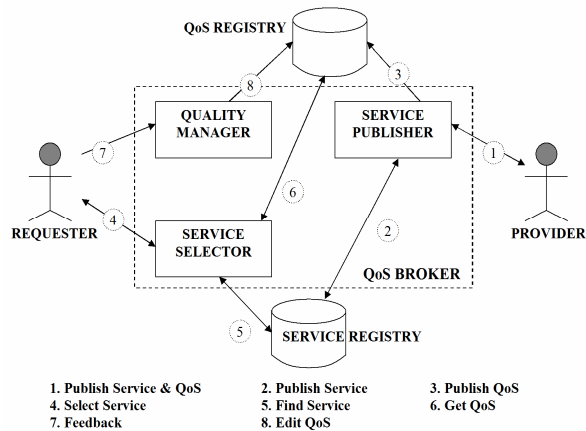 QoS REGISTRY
3
8
QUALITY
MANAGER
SERVICE
PUBLISHER
7
1
6
REQUESTER
4
SERVICE
SELECTOR
2
PROVIDER
QoS BROKER
5
SERVICE REGISTRY
1. Publish Service & QoS 2. Publish Service 3. Publish QoS
4. Select Service 5. Find Service 6. Get QoS
7. Feedback 8. Edit QoS